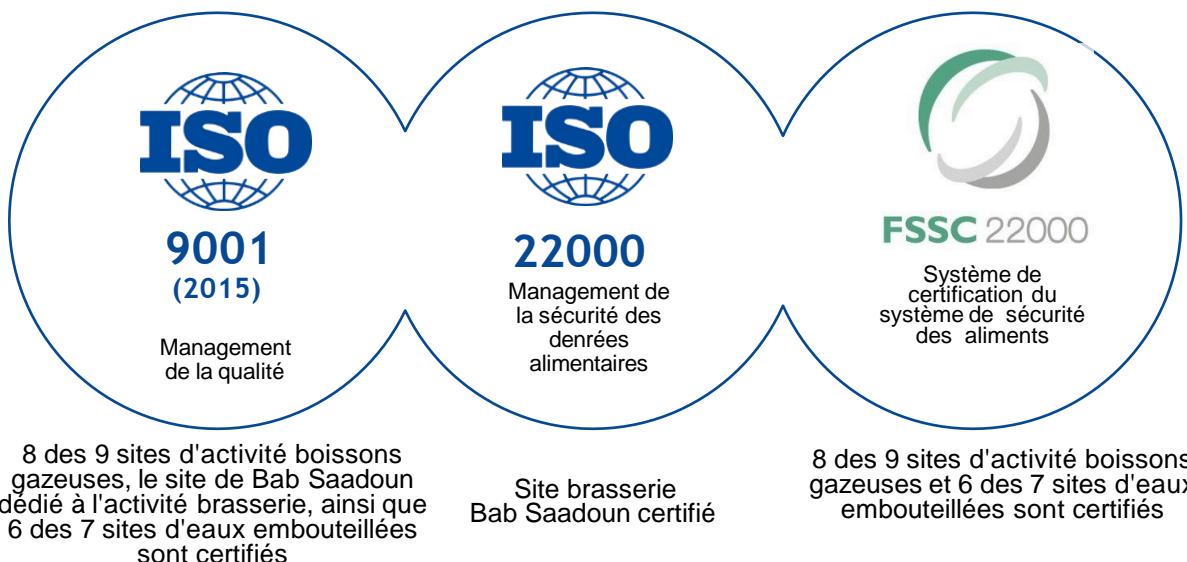 ISO
9001
(2015)
Management
de la qualité
8 des 9 sites d'activité boissons
gazeuses, le site de Bab Saadoun
dédié à l'activité brasserie, ainsi que
6 des 7 sites d'eaux embouteillées
sont certifiés
ISO
22000
Management de
la sécurité des
denrées
alimentaires
Site brasserie
Bab Saadoun certifié
FSSC 22000
Système de
certification du
système de sécurité
des aliments
8 des 9 sites d'activité boissons
gazeuses et 6 des 7 sites d'eaux
embouteillées sont certifiés